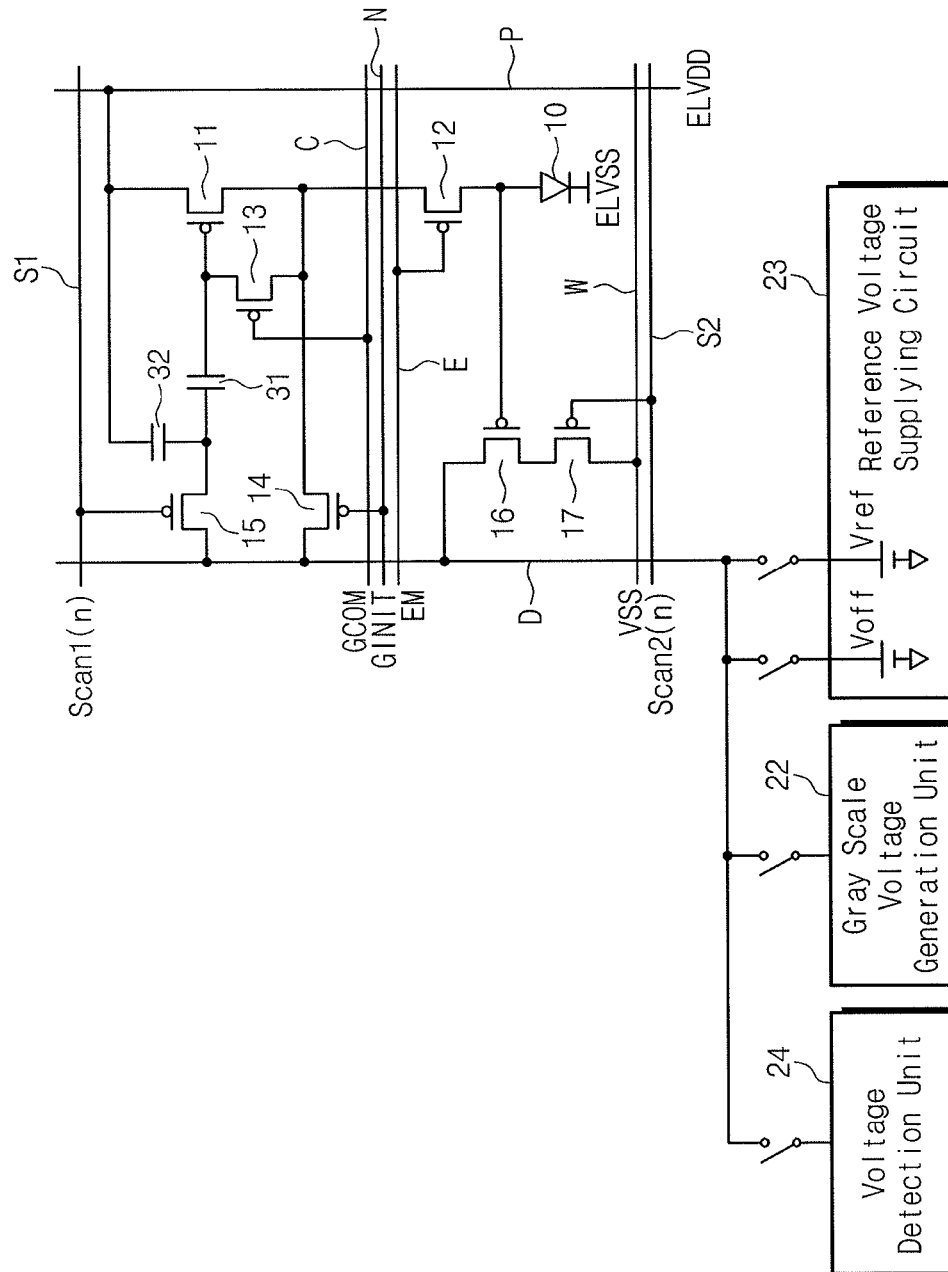 S1
Scan1(n)
P
N
C
11
13
32
31
15
14
12
10
ELVSS
ELVDD
GCOM
GINIT
EM
E
D
16
17
W
S2
VSS
Scan2(n)
24
Voltage
Detection Unit
22
Gray Scale
Voltage
Generation Unit
23
Voff
Vref
Reference Voltage
Supplying Circuit